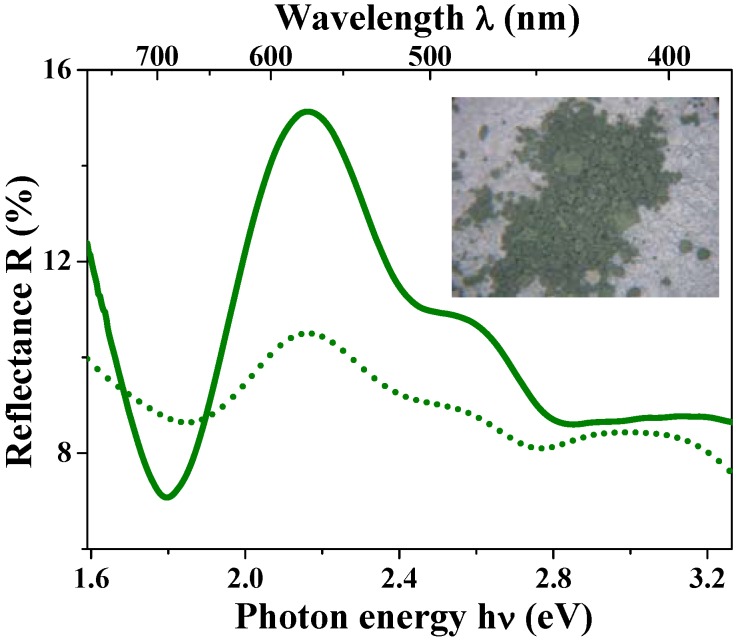 Wavelength λ (nm)
700 600 500 400
16
12
8
Reflectance R (%)
1.6 2.0 2.4 2.8 3.2
Photon energy hν (eV)